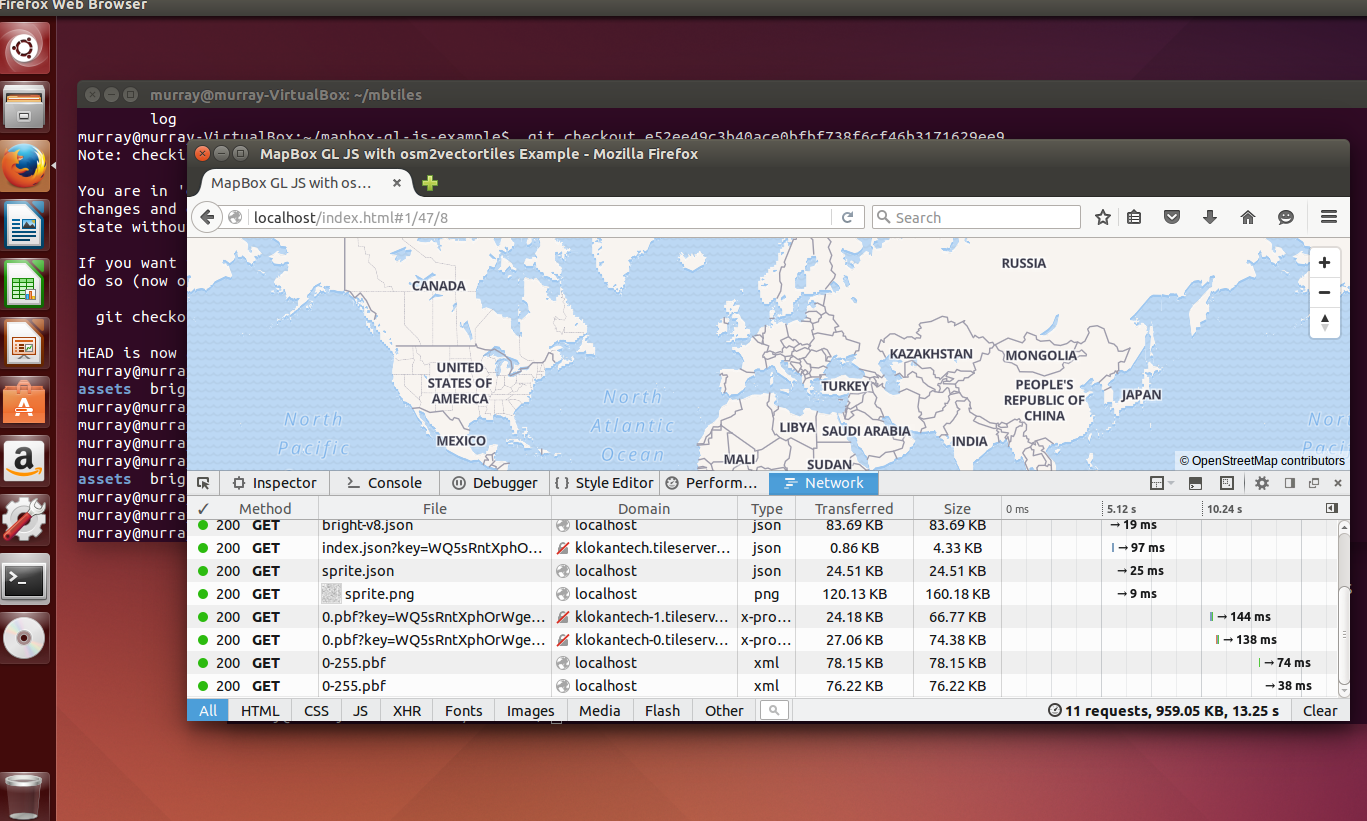 Firefox Web Browser
murray@murray-VirtualBox: ~/mbtiles
log
murray@murray-VirtualBox:~/mapbox-gl-js-example$ git checkout e52ee49c3b40ace0bfbf738f6cf46b3171629ee9
Note: checki
You are in '
changes and
state withou
If you want
do so (now o
git checko
HEAD is now
murray@murra
assets brig
murray@murra
murray@murra
murray@murra
murray@murra
assets brig
murray@murra
murray@murra
murray@murra
MapBox GL JS with osm2vectortiles Example - Mozilla Firefox
MapBox GL JS with os...
localhost/index.html#1/47/8
Search
RUSSIA
CANADA
KAZAKHSTAN
MONGOLIA
UNITED
STATES OF
AMERICA
TURKEY
PEOPLE'S
REPUBLIC OF
CHINA
JAPAN
North
Atlantic
Ocean
North
Pacific
LIBYA
SAUDI ARABIA
MEXICO
INDIA
MALI
SUDAN
Nort
Pacifi
+
−
© OpenStreetMap contributors
Inspector Console Debugger { } Style Editor Perform... Network
✓ Method File Domain Type Transferred Size 0 ms 5.12 s 10.24 s
200 GET bright-v8.json localhost json 83.69 KB 83.69 KB → 19 ms
200 GET index.json?key=WQ5sRntXphO... klokantech.tileserver... json 0.86 KB 4.33 KB → 97 ms
200 GET sprite.json localhost json 24.51 KB 24.51 KB → 25 ms
200 GET sprite.png localhost png 120.13 KB 160.18 KB → 9 ms
200 GET 0.pbf?key=WQ5sRntXphOrWge... klokantech-1.tileserv... x-pro... 24.18 KB 66.77 KB → 144 ms
200 GET 0.pbf?key=WQ5sRntXphOrWge... klokantech-0.tileserv... x-pro... 27.06 KB 74.38 KB → 138 ms
200 GET 0-255.pbf localhost xml 78.15 KB 78.15 KB → 74 ms
200 GET 0-255.pbf localhost xml 76.22 KB 76.22 KB → 38 ms
All HTML CSS JS XHR Fonts Images Media Flash Other 11 requests, 959.05 KB, 13.25 s Clear